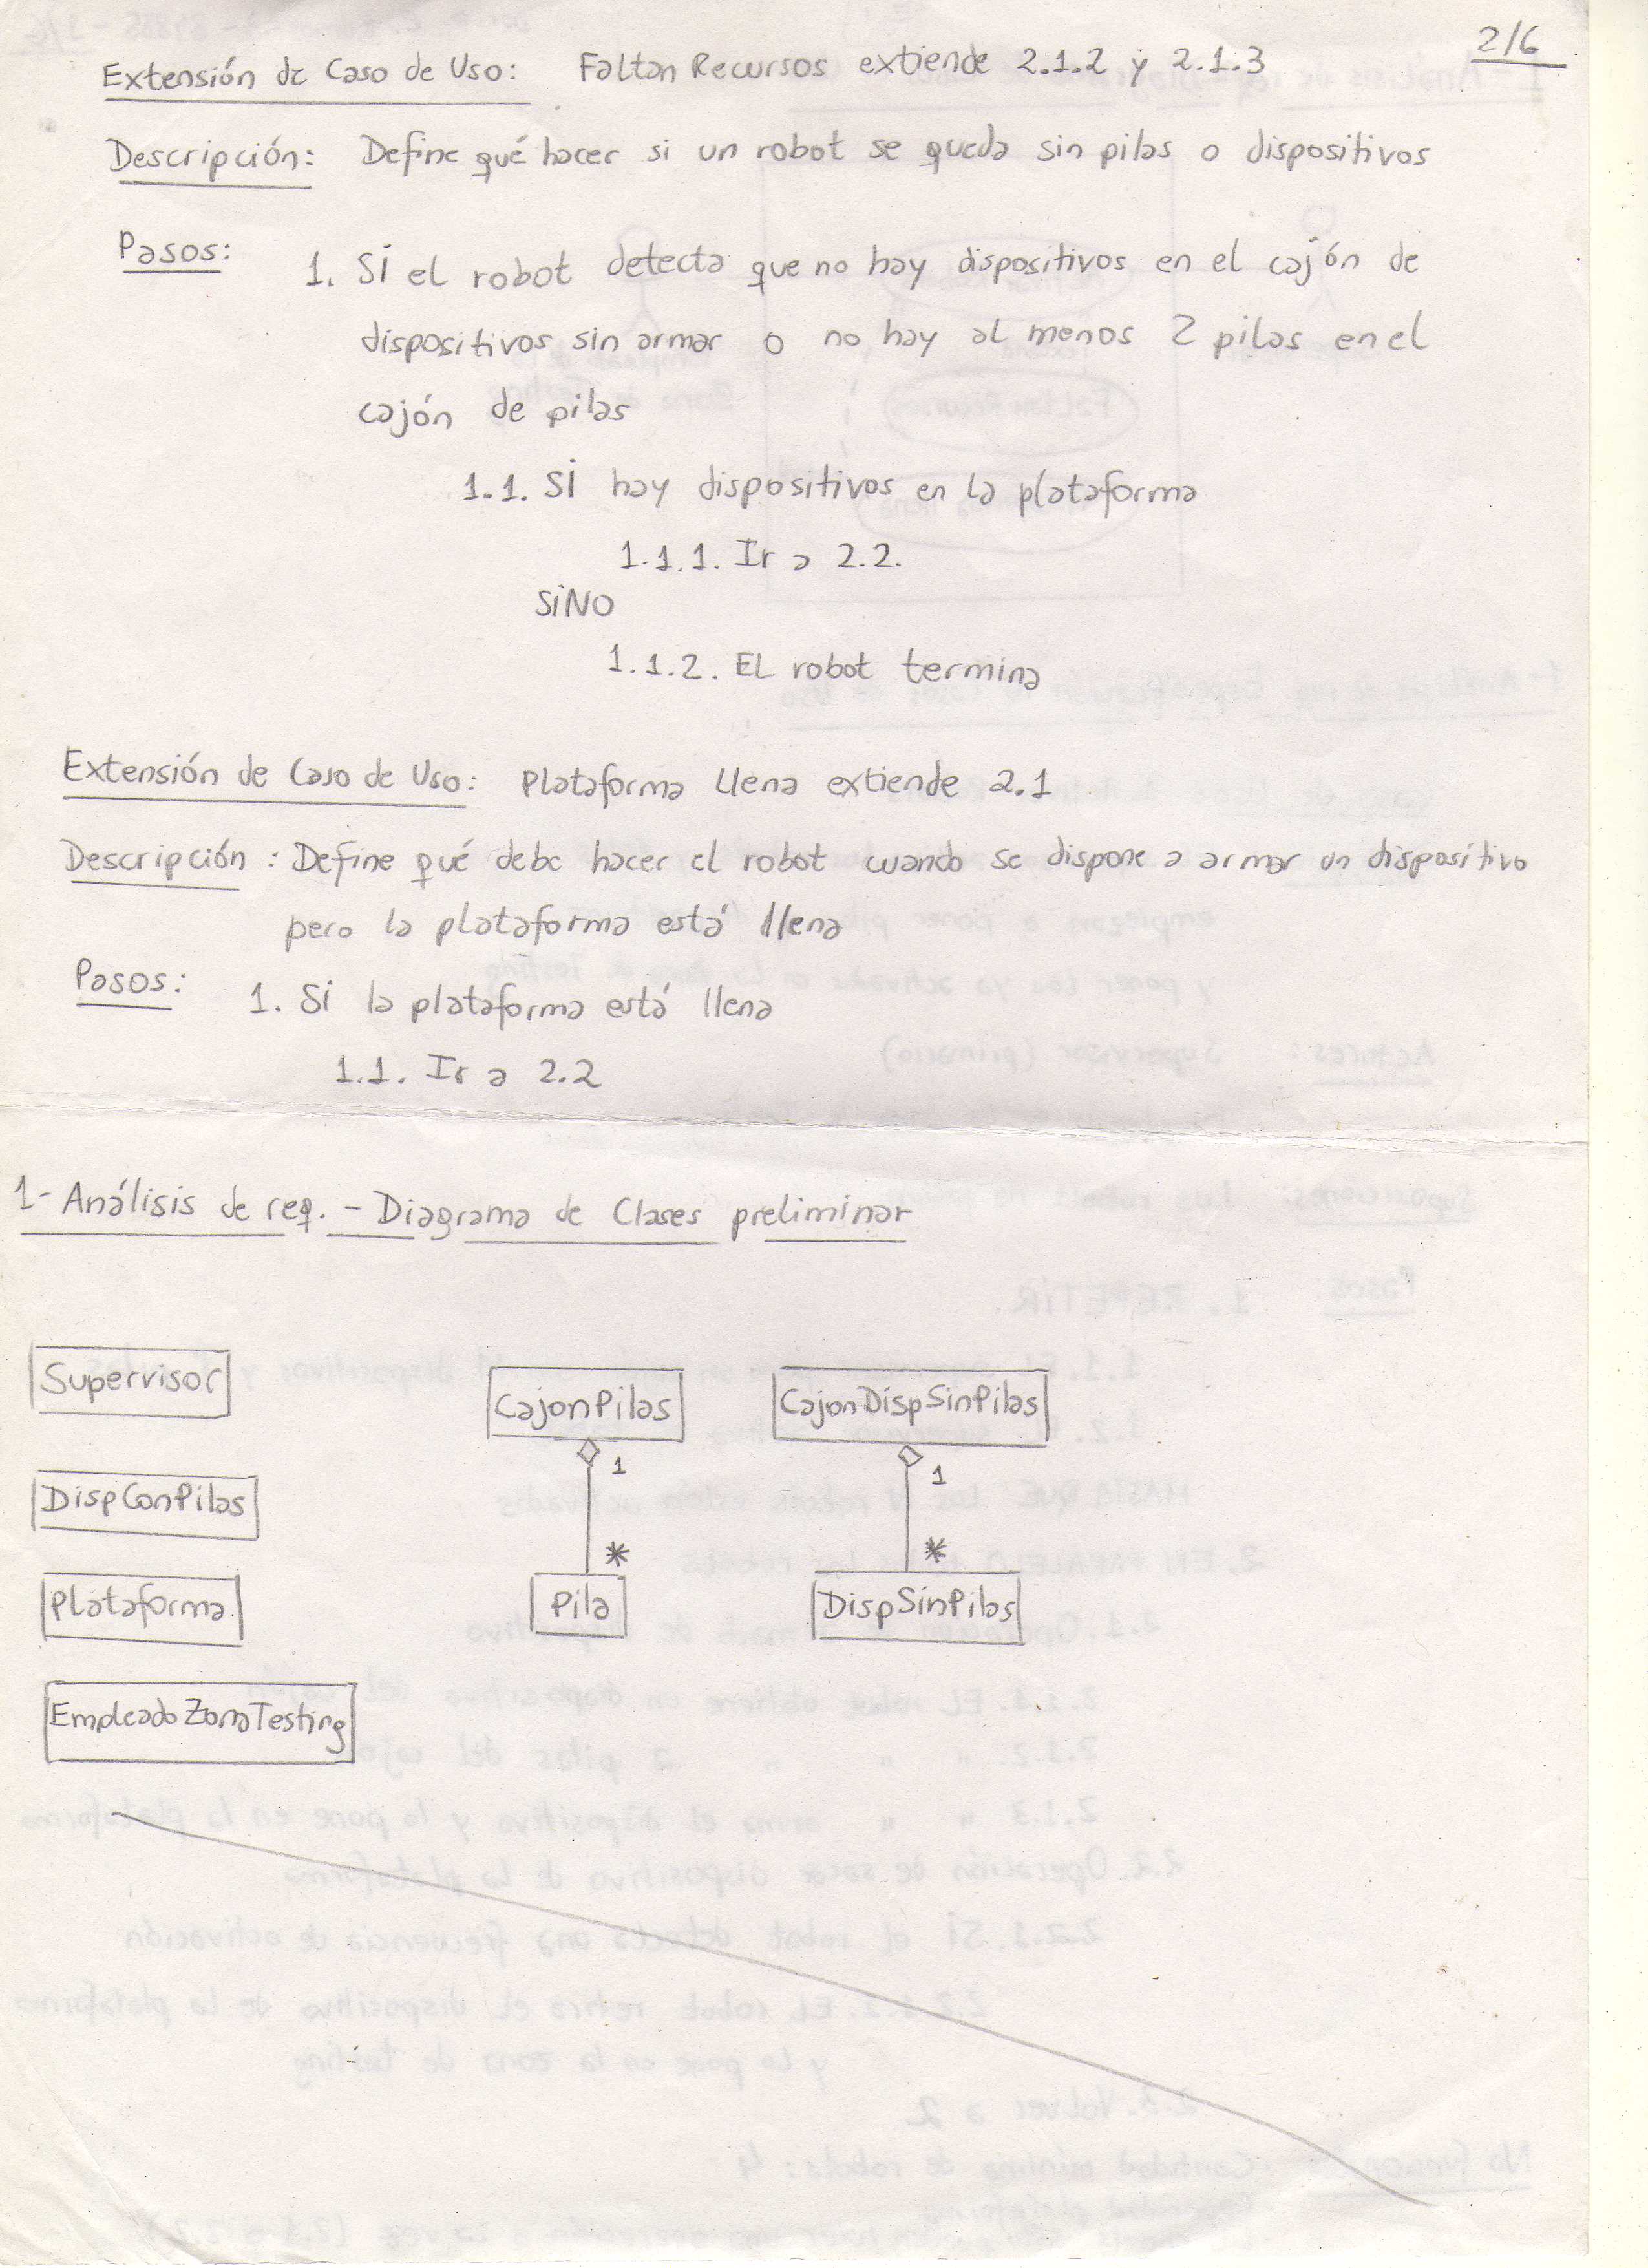 2/6
Extensión de Caso de Uso: Faltan Recursos extiende 2.1.2 y 2.1.3
Descripción: Define qué hacer si un robot se queda sin pilas o dispositivos
Pasos:
1. Si el robot detecta que no hay dispositivos en el cajón de
dispositivos sin armar o no hay al menos 2 pilas en el
cajón de pilas
1.1. Si hay dispositivos en la plataforma
1.1.1. Ir a 2.2.
SiNO
1.1.2. EL robot termina
Extensión de Caso de Uso: Plataforma llena extiende 2.1
Descripción: Define qué debe hacer el robot cuando se dispone a armar un dispositivo
pero la plataforma está llena
Pasos: 1. Si la plataforma está llena
1.1. Ir a 2.2
1- Análisis de req. - Diagrama de Clases preliminar
Supervisor
CajonPilas
CajonDispSinPilas
1
1
DispConPilas
*
*
Plataforma
Pila
DispSinPilas
EmpleadoZonaTesting